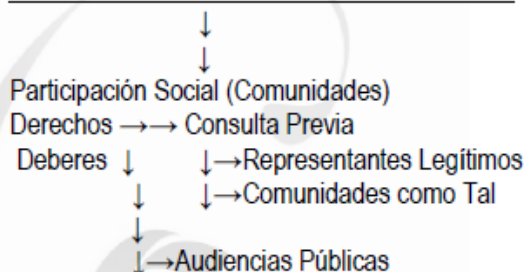 ↓
↓
Participación Social (Comunidades)
Derechos →→ Consulta Previa
Deberes ↓ ↓→Representantes Legítimos
↓ ↓→Comunidades como Tal
↓
↓→Audiencias Públicas